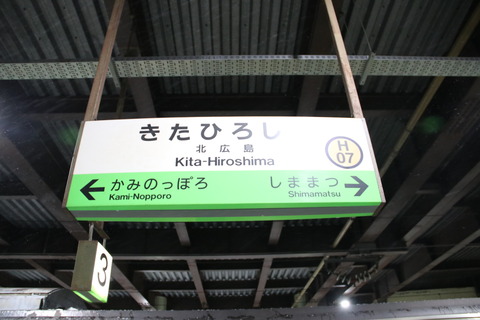 きたひろし
北広島
Kita-Hiroshima
H
07
かみのっぽろ
Kami-Nopporo
しままつ
Shimamatsu
3